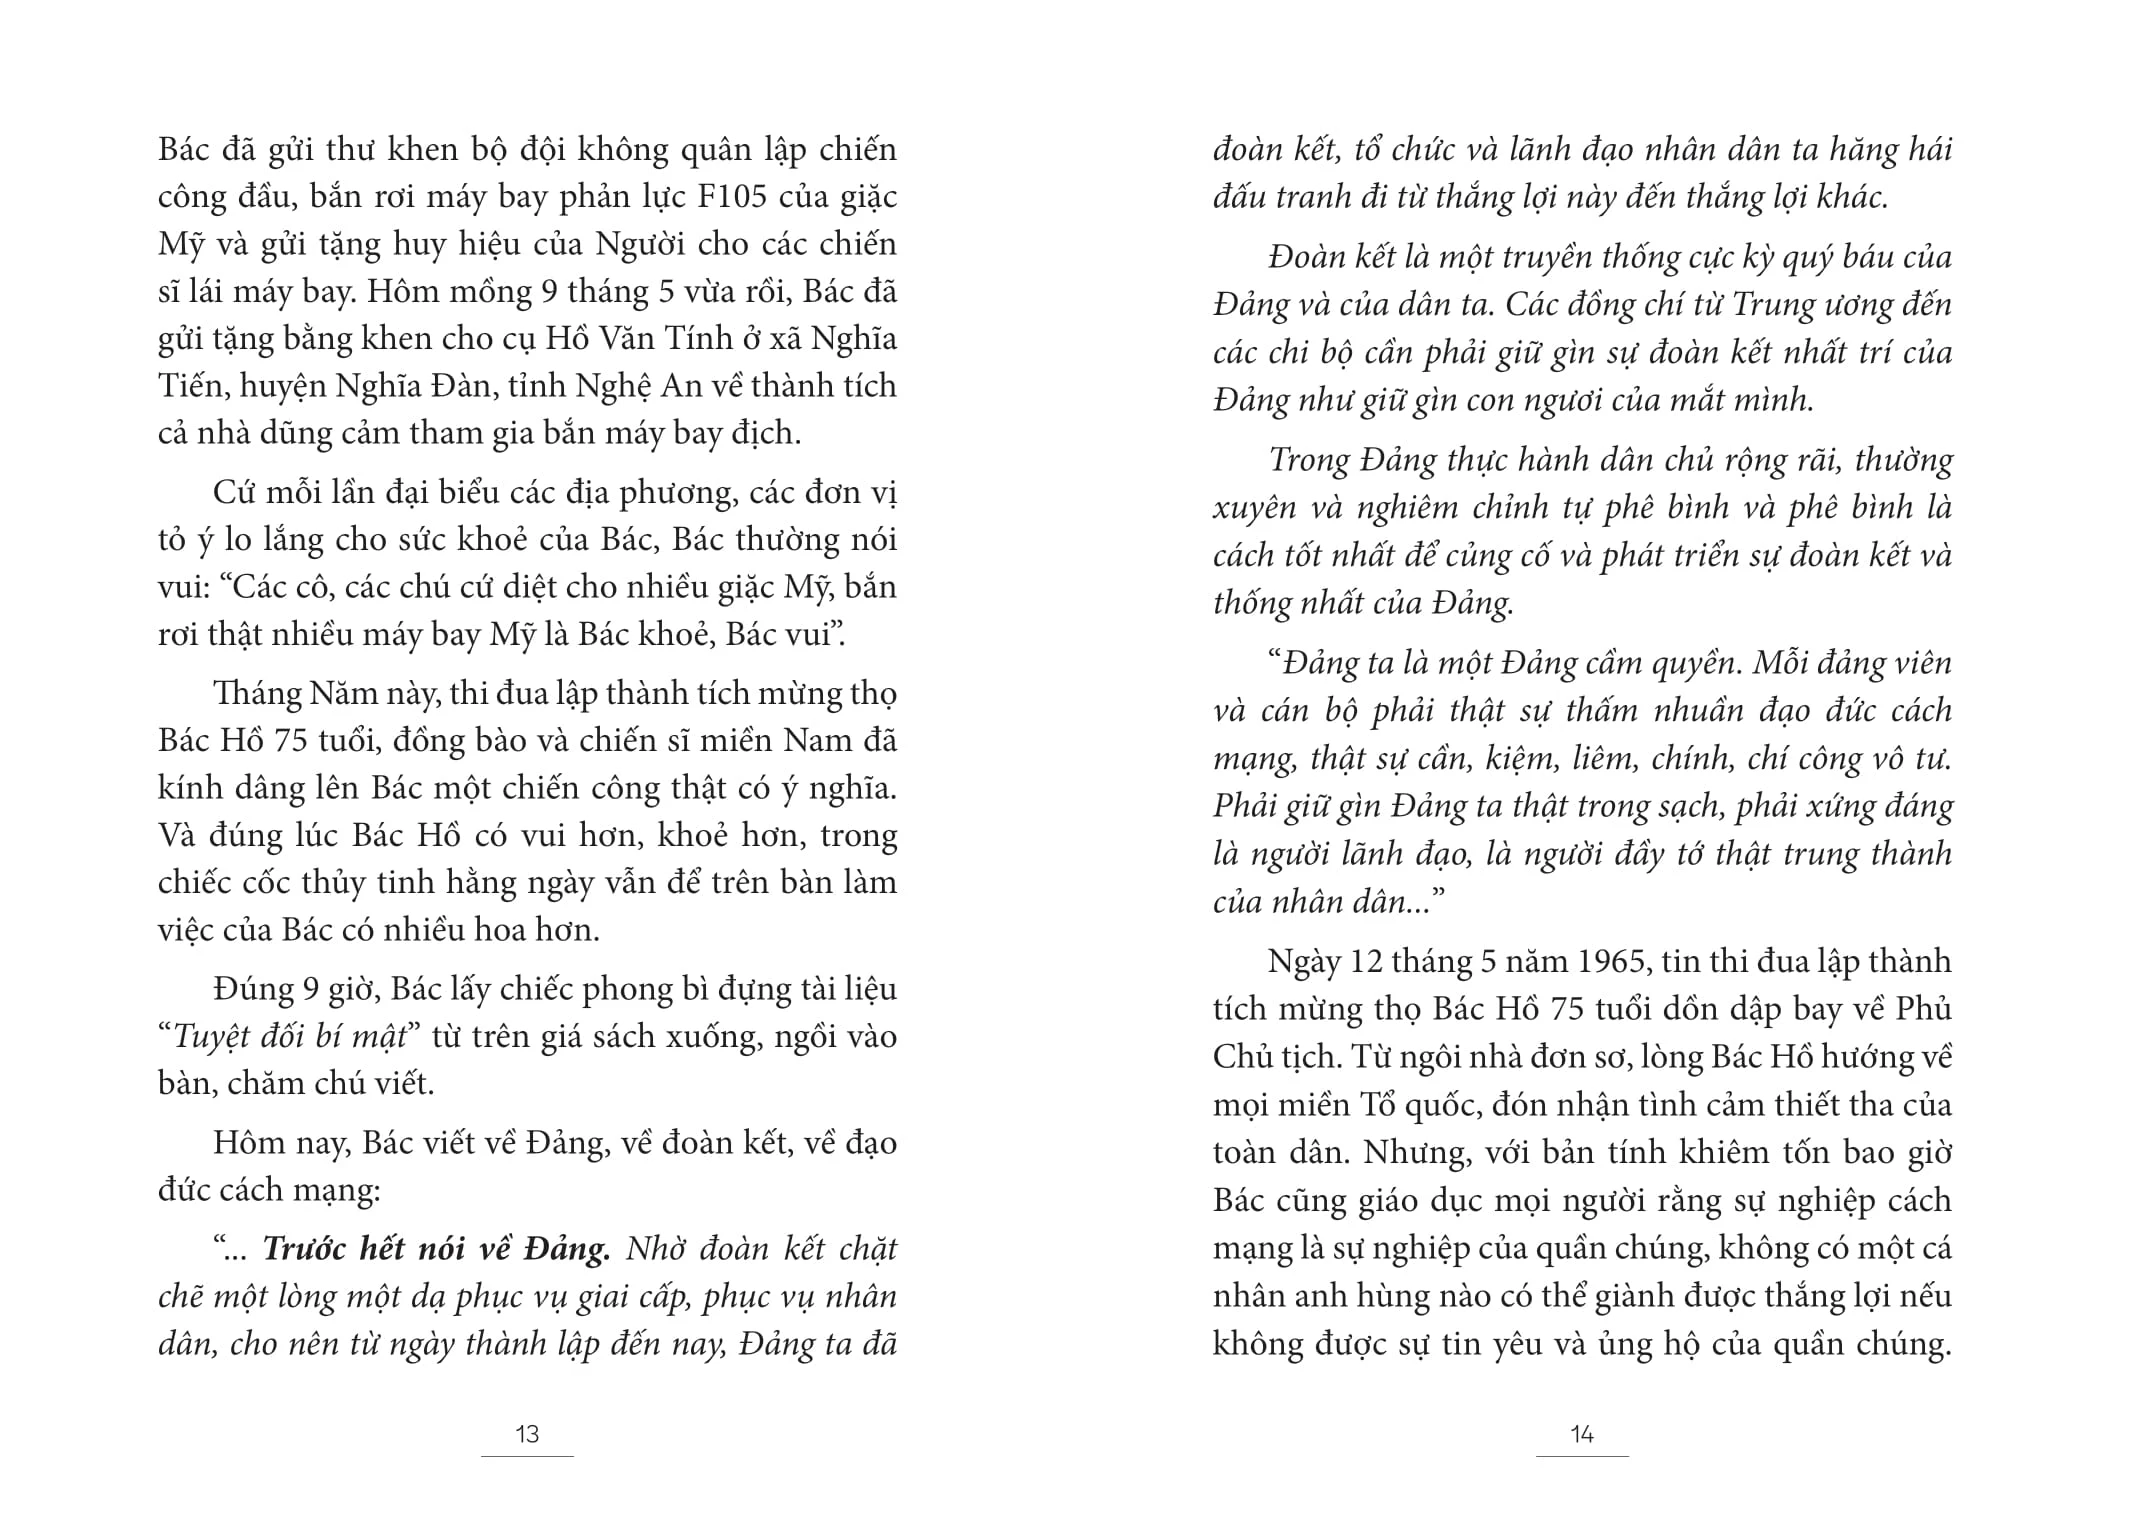 Bác đã gửi thư khen bộ đội không quân lập chiến
công đầu, bắn rơi máy bay phản lực F105 của giặc
Mỹ và gửi tặng huy hiệu của Người cho các chiến
sĩ lái máy bay. Hôm mồng 9 tháng 5 vừa rồi, Bác đã
gửi tặng bằng khen cho cụ Hồ Văn Tính ở xã Nghĩa
Tiến, huyện Nghĩa Đàn, tỉnh Nghệ An về thành tích
cả nhà dũng cảm tham gia bắn máy bay địch.
Cứ mỗi lần đại biểu các địa phương, các đơn vị
tỏ ý lo lắng cho sức khoẻ của Bác, Bác thường nói
vui: “Các cô, các chú cứ diệt cho nhiều giặc Mỹ, bắn
rơi thật nhiều máy bay Mỹ là Bác khoẻ, Bác vui”.
Tháng Năm này, thi đua lập thành tích mừng thọ
Bác Hồ 75 tuổi, đồng bào và chiến sĩ miền Nam đã
kính dâng lên Bác một chiến công thật có ý nghĩa.
Và đúng lúc Bác Hồ có vui hơn, khoẻ hơn, trong
chiếc cốc thủy tinh hằng ngày vẫn để trên bàn làm
việc của Bác có nhiều hoa hơn.
Đúng 9 giờ, Bác lấy chiếc phong bì đựng tài liệu
“Tuyệt đối bí mật” từ trên giá sách xuống, ngồi vào
bàn, chăm chú viết.
Hôm nay, Bác viết về Đảng, về đoàn kết, về đạo
đức cách mạng:
“... Trước hết nói về Đảng. Nhờ đoàn kết chặt
chẽ một lòng một dạ phục vụ giai cấp, phục vụ nhân
dân, cho nên từ ngày thành lập đến nay, Đảng ta đã
13
đoàn kết, tổ chức và lãnh đạo nhân dân ta hăng hái
đấu tranh đi từ thắng lợi này đến thắng lợi khác.
Đoàn kết là một truyền thống cực kỳ quý báu của
Đảng và của dân ta. Các đồng chí từ Trung ương đến
các chi bộ cần phải giữ gìn sự đoàn kết nhất trí của
Đảng như giữ gìn con ngươi của mắt mình.
Trong Đảng thực hành dân chủ rộng rãi, thường
xuyên và nghiêm chỉnh tự phê bình và phê bình là
cách tốt nhất để củng cố và phát triển sự đoàn kết và
thống nhất của Đảng.
“Đảng ta là một Đảng cầm quyền. Mỗi đảng viên
và cán bộ phải thật sự thấm nhuần đạo đức cách
mạng, thật sự cần, kiệm, liêm, chính, chí công vô tư.
Phải giữ gìn Đảng ta thật trong sạch, phải xứng đáng
là người lãnh đạo, là người đầy tớ thật trung thành
của nhân dân...”
Ngày 12 tháng 5 năm 1965, tin thi đua lập thành
tích mừng thọ Bác Hồ 75 tuổi dồn dập bay về Phủ
Chủ tịch. Từ ngôi nhà đơn sơ, lòng Bác Hồ hướng về
mọi miền Tổ quốc, đón nhận tình cảm thiết tha của
toàn dân. Nhưng, với bản tính khiêm tốn bao giờ
Bác cũng giáo dục mọi người rằng sự nghiệp cách
mạng là sự nghiệp của quần chúng, không có một cá
nhân anh hùng nào có thể giành được thắng lợi nếu
không được sự tin yêu và ủng hộ của quần chúng.
14